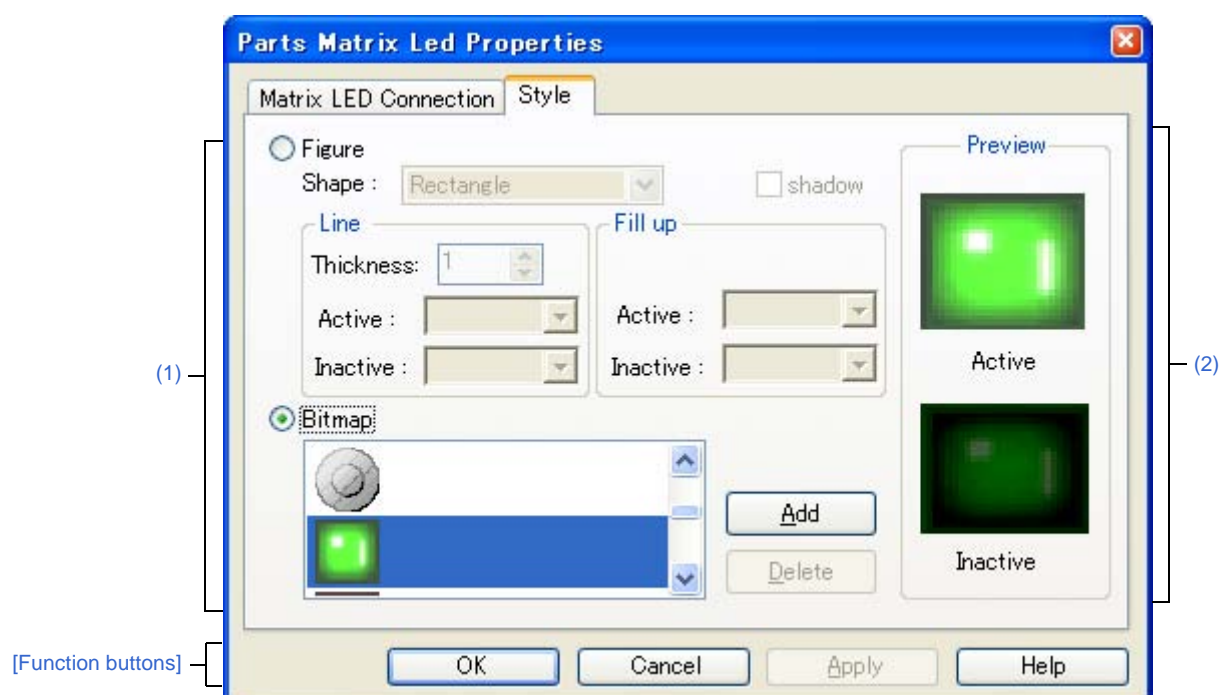 Parts Matrix Led Properties
Matrix LED Connection
Style
Figure
Shape :
Rectangle
shadow
Line
Thickness:
1
Active :
Inactive :
Fill up
Active :
Inactive :
Bitmap
Add
Delete
Preview
Active
Inactive
(1)
(2)
[Function buttons]
OK
Cancel
Apply
Help